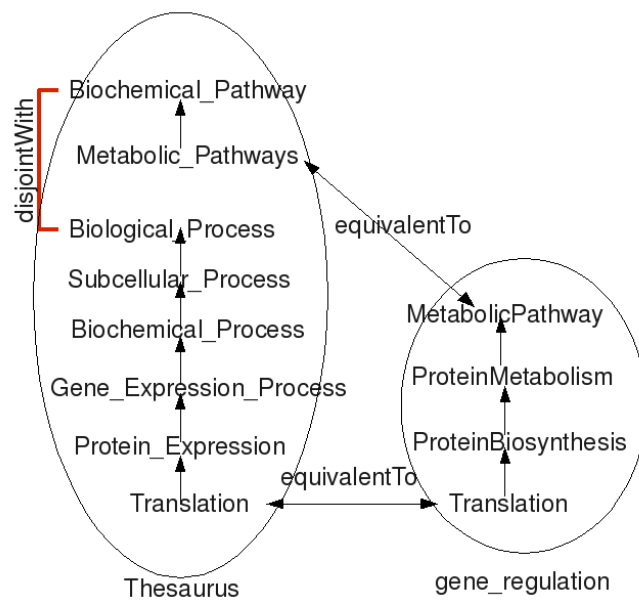 Biochemical_Pathway
disjointWith
Metabolic_Pathways
equivalentTo
Biological_Process
Subcellular_Process
MetabolicPathway
Biochemical_Process
ProteinMetabolism
Gene_Expression_Process
Protein_Expression
ProteinBiosynthesis
equivalentTo
Translation
Translation
Thesaurus
gene_regulation